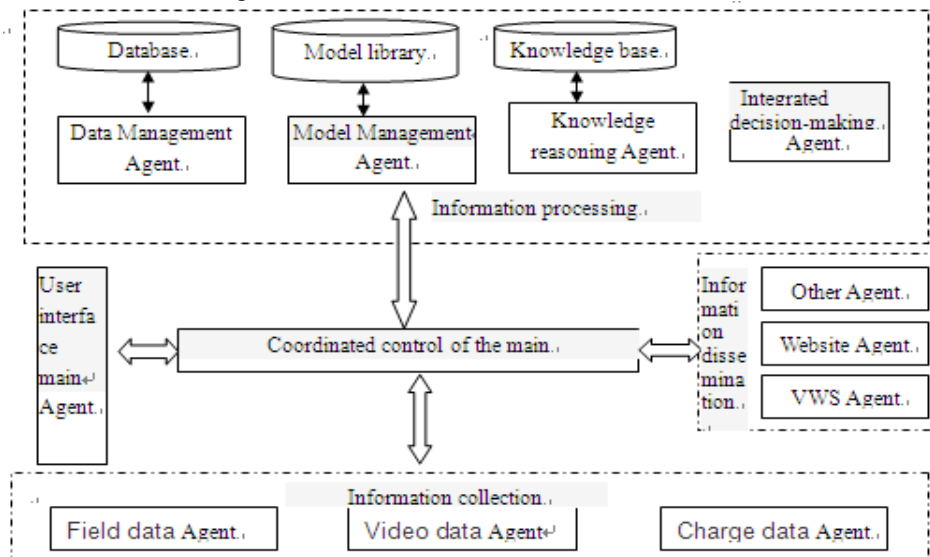 Database.
Model library.
Knowledge base.
Data Management
Agent.
Model Management
Agent.
Knowledge
reasoning Agent.
Integrated
decision-making.
Agent.
Information processing.
User
interfa
ce
main
Agent.
Coordinated control of the main.
Infor
mati
on
disse
mina
tion.
Other Agent.
Website Agent.
VWS Agent.
Information collection.
Field data Agent.
Video data Agent
Charge data Agent.